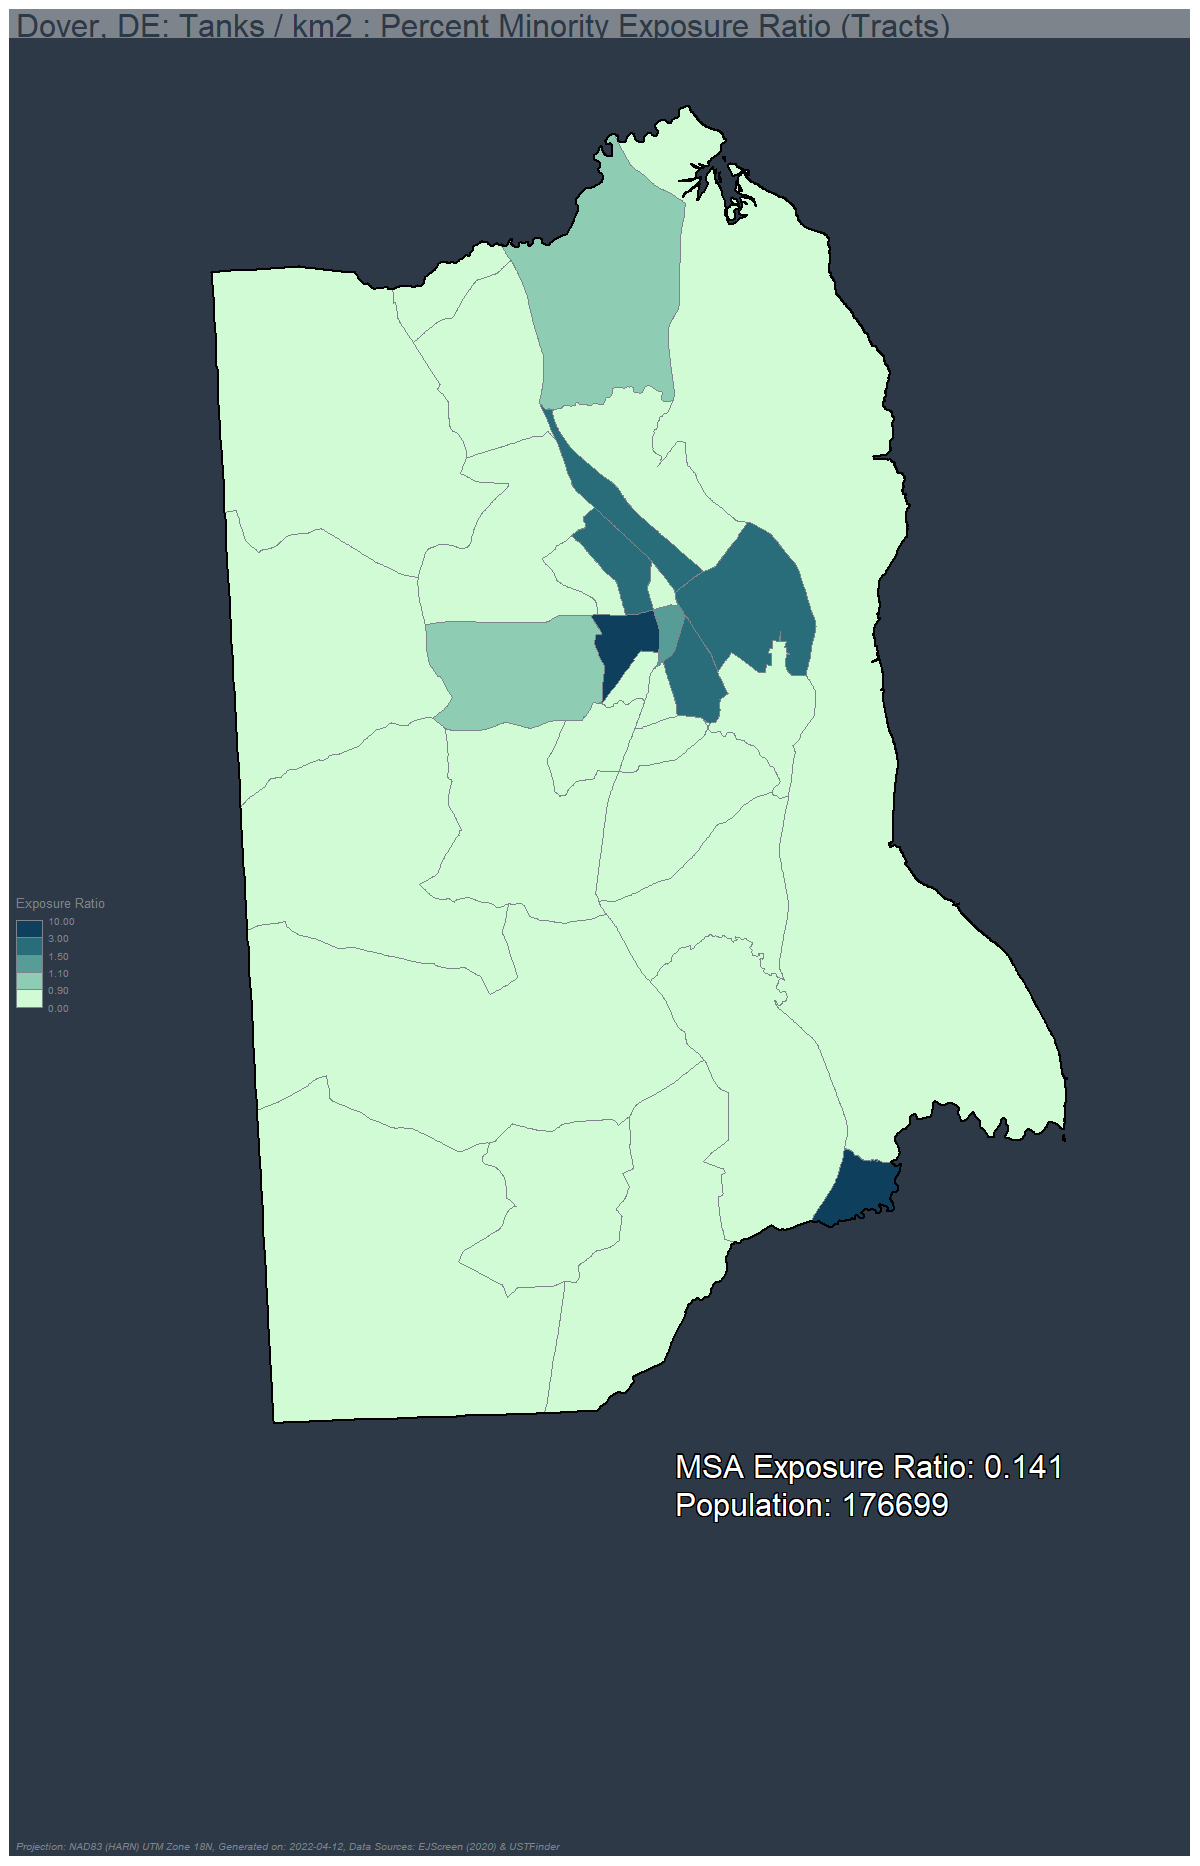 Dover, DE: Tanks / km2 : Percent Minority Exposure Ratio (Tracts)
Exposure Ratio
10.00
3.00
1.50
1.10
0.90
0.00
MSA Exposure Ratio: 0.141
Population: 176699
Projection: NAD83 (HARN) UTM Zone 18N, Generated on: 2022-04-12, Data Sources: EJScreen (2020) & USTFinder